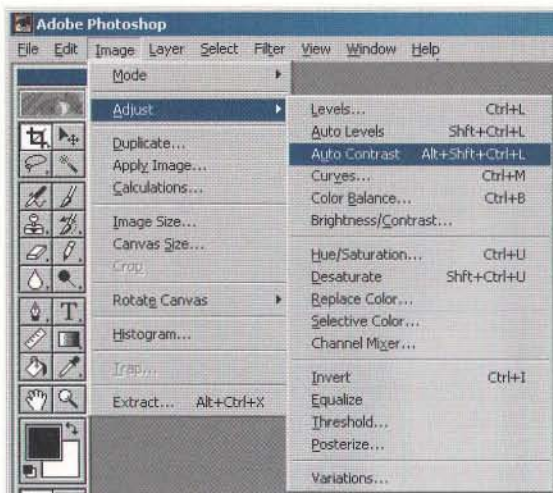 Adobe Photoshop
File Edit Image Layer Select Filter View Window Help
Mode
Adjust
Duplicate...
Apply Image...
Calculations...
Image Size...
Canvas Size...
Crop
Rotate Canvas
Histogram...
Trap...
Extract... Alt+Ctrl+X
Levels... Ctrl+L
Auto Levels Shft+Ctrl+L
Auto Contrast Alt+Shft+Ctrl+L
Curves... Ctrl+M
Color Balance... Ctrl+B
Brightness/Contrast...
Hue/Saturation... Ctrl+U
Desaturate Shft+Ctrl+U
Replace Color...
Selective Color...
Channel Mixer...
Invert Ctrl+I
Equalize
Threshold...
Posterize...
Variations...
T